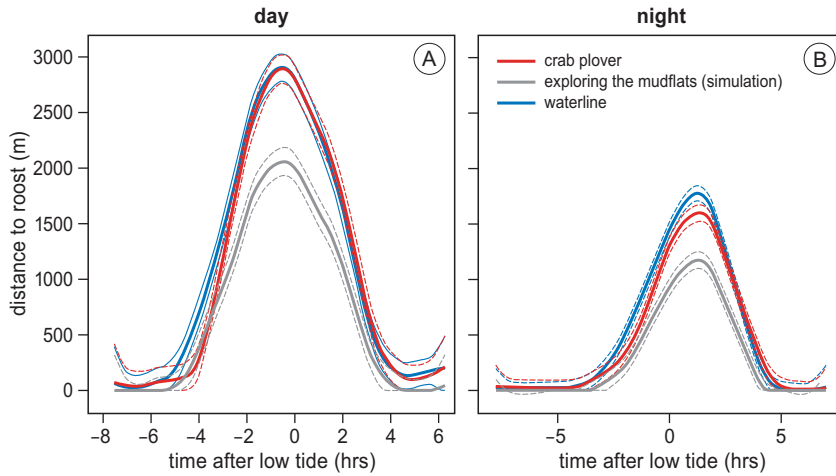 day
night
A
B
crab plover
exploring the mudflats (simulation)
waterline
distance to roost (m)
3000
2500
2000
1500
1000
500
0
−8
−6
−4
−2
0
2
4
6
−5
0
5
time after low tide (hrs)
time after low tide (hrs)